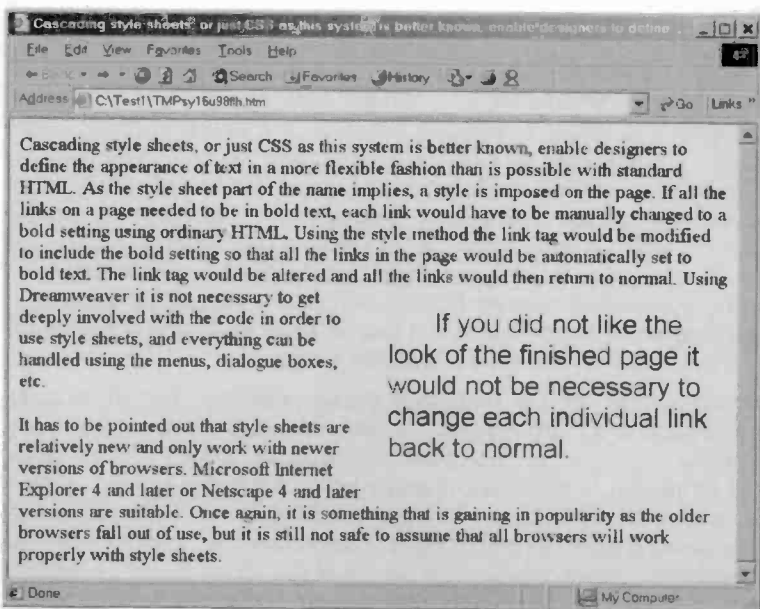 Cascading style sheets, or just CSS as this system is better known, enable designers to define
File Edit View Favorites Tools Help
Search Favorites History
Address C:\Test1\TMPsy16u98flh.htm Go Links »
Cascading style sheets, or just CSS as this system is better known, enable designers to
define the appearance of text in a more flexible fashion than is possible with standard
HTML. As the style sheet part of the name implies, a style is imposed on the page. If all the
links on a page needed to be in bold text, each link would have to be manually changed to a
bold setting using ordinary HTML. Using the style method the link tag would be modified
to include the bold setting so that all the links in the page would be automatically set to
bold text. The link tag would be altered and all the links would then return to normal. Using
Dreamweaver it is not necessary to get
deeply involved with the code in order to
use style sheets, and everything can be
handled using the menus, dialogue boxes,
etc.
If you did not like the
look of the finished page it
would not be necessary to
change each individual link
back to normal.
It has to be pointed out that style sheets are
relatively new and only work with newer
versions of browsers. Microsoft Internet
Explorer 4 and later or Netscape 4 and later
versions are suitable. Once again, it is something that is gaining in popularity as the older
browsers fall out of use, but it is still not safe to assume that all browsers will work
properly with style sheets.
Done My Computer